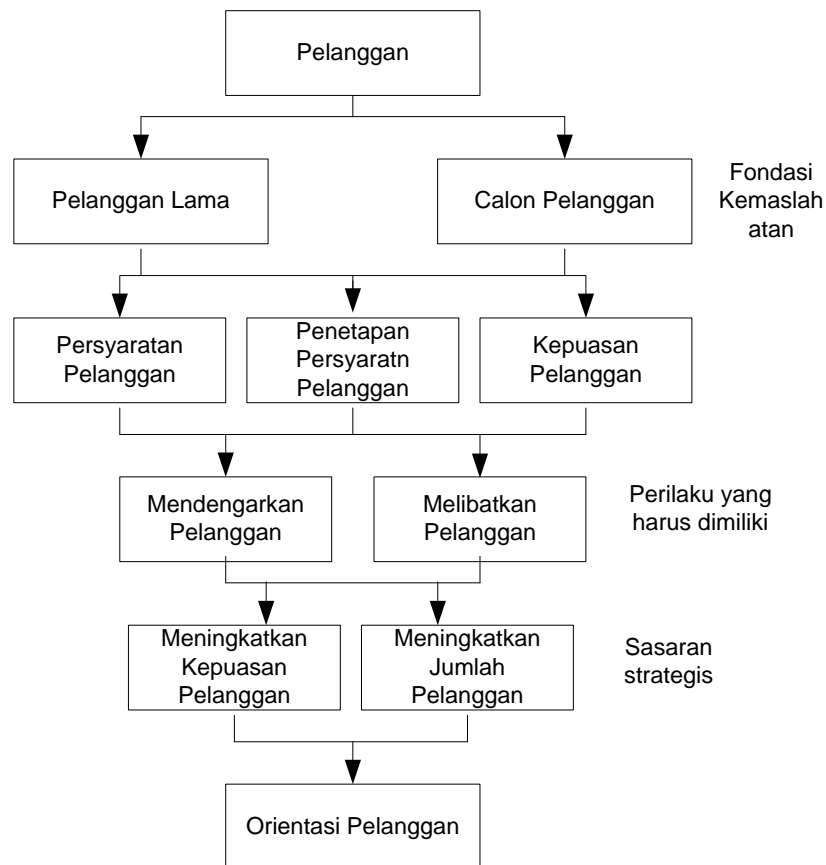 Pelanggan
Pelanggan Lama
Calon Pelanggan
Fondasi
Kemaslah
atan
Persyaratan
Pelanggan
Penetapan
Persyaratn
Pelanggan
Kepuasan
Pelanggan
Mendengarkan
Pelanggan
Melibatkan
Pelanggan
Perilaku yang
harus dimiliki
Meningkatkan
Kepuasan
Pelanggan
Meningkatkan
Jumlah
Pelanggan
Sasaran
strategis
Orientasi Pelanggan